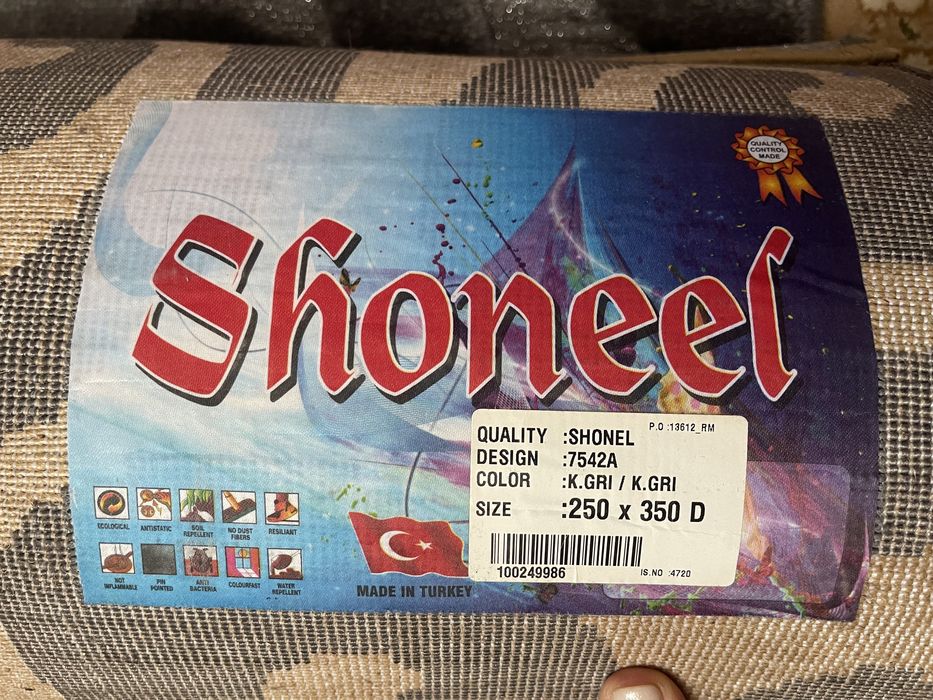 QUALITY
CONTROL
MADE
Shoneel
P.O :13612_RM
QUALITY :SHONEL
DESIGN :7542A
COLOR :K.GRI / K.GRI
SIZE :250 x 350 D
100249986
IS.NO :4720
ECOLOGICAL
ANTISTATIC
SOIL
REPELLENT
NO DUST
FIBERS
RESILIANT
NOT
INFLAMMABLE
PIN
POINTED
ANTI
BACTERIA
COLOURFAST
WATER
REPELLENT
MADE IN TURKEY